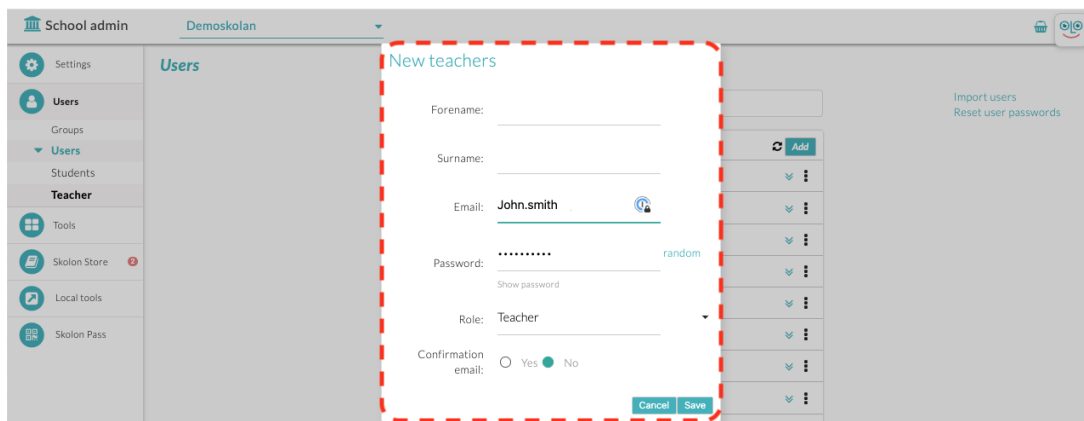 School admin
Demoskolan
Settings
Users
Groups
Users
Students
Teacher
Tools
Skolon Store 2
Local tools
Skolon Pass
Users
Import users
Reset user passwords
Add
New teachers
Forename:
Surname:
Email: John.smith
Password: •••••••••• random
Show password
Role: Teacher
Confirmation
email: Yes No
Cancel Save